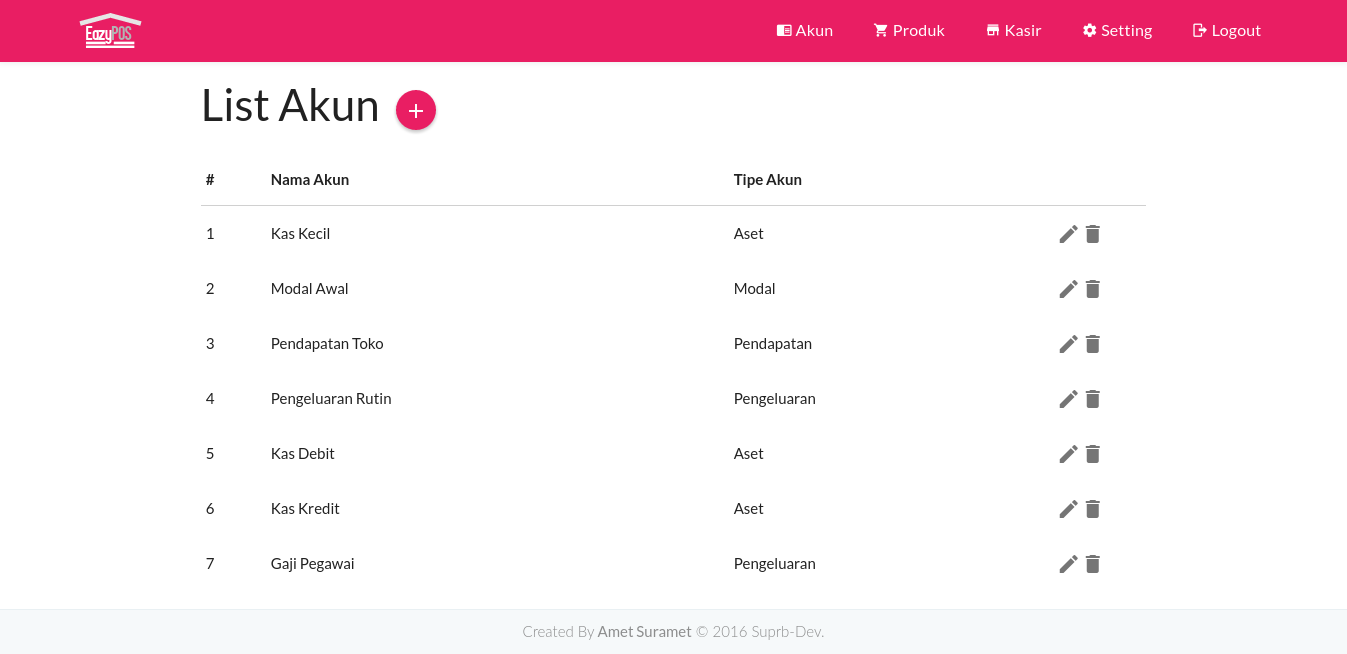 EazyPOS
Akun Produk Kasir Setting Logout
List Akun
# Nama Akun Tipe Akun
1 Kas Kecil Aset
2 Modal Awal Modal
3 Pendapatan Toko Pendapatan
4 Pengeluaran Rutin Pengeluaran
5 Kas Debit Aset
6 Kas Kredit Aset
7 Gaji Pegawai Pengeluaran
Created By Amet Suramet © 2016 Suprb-Dev.